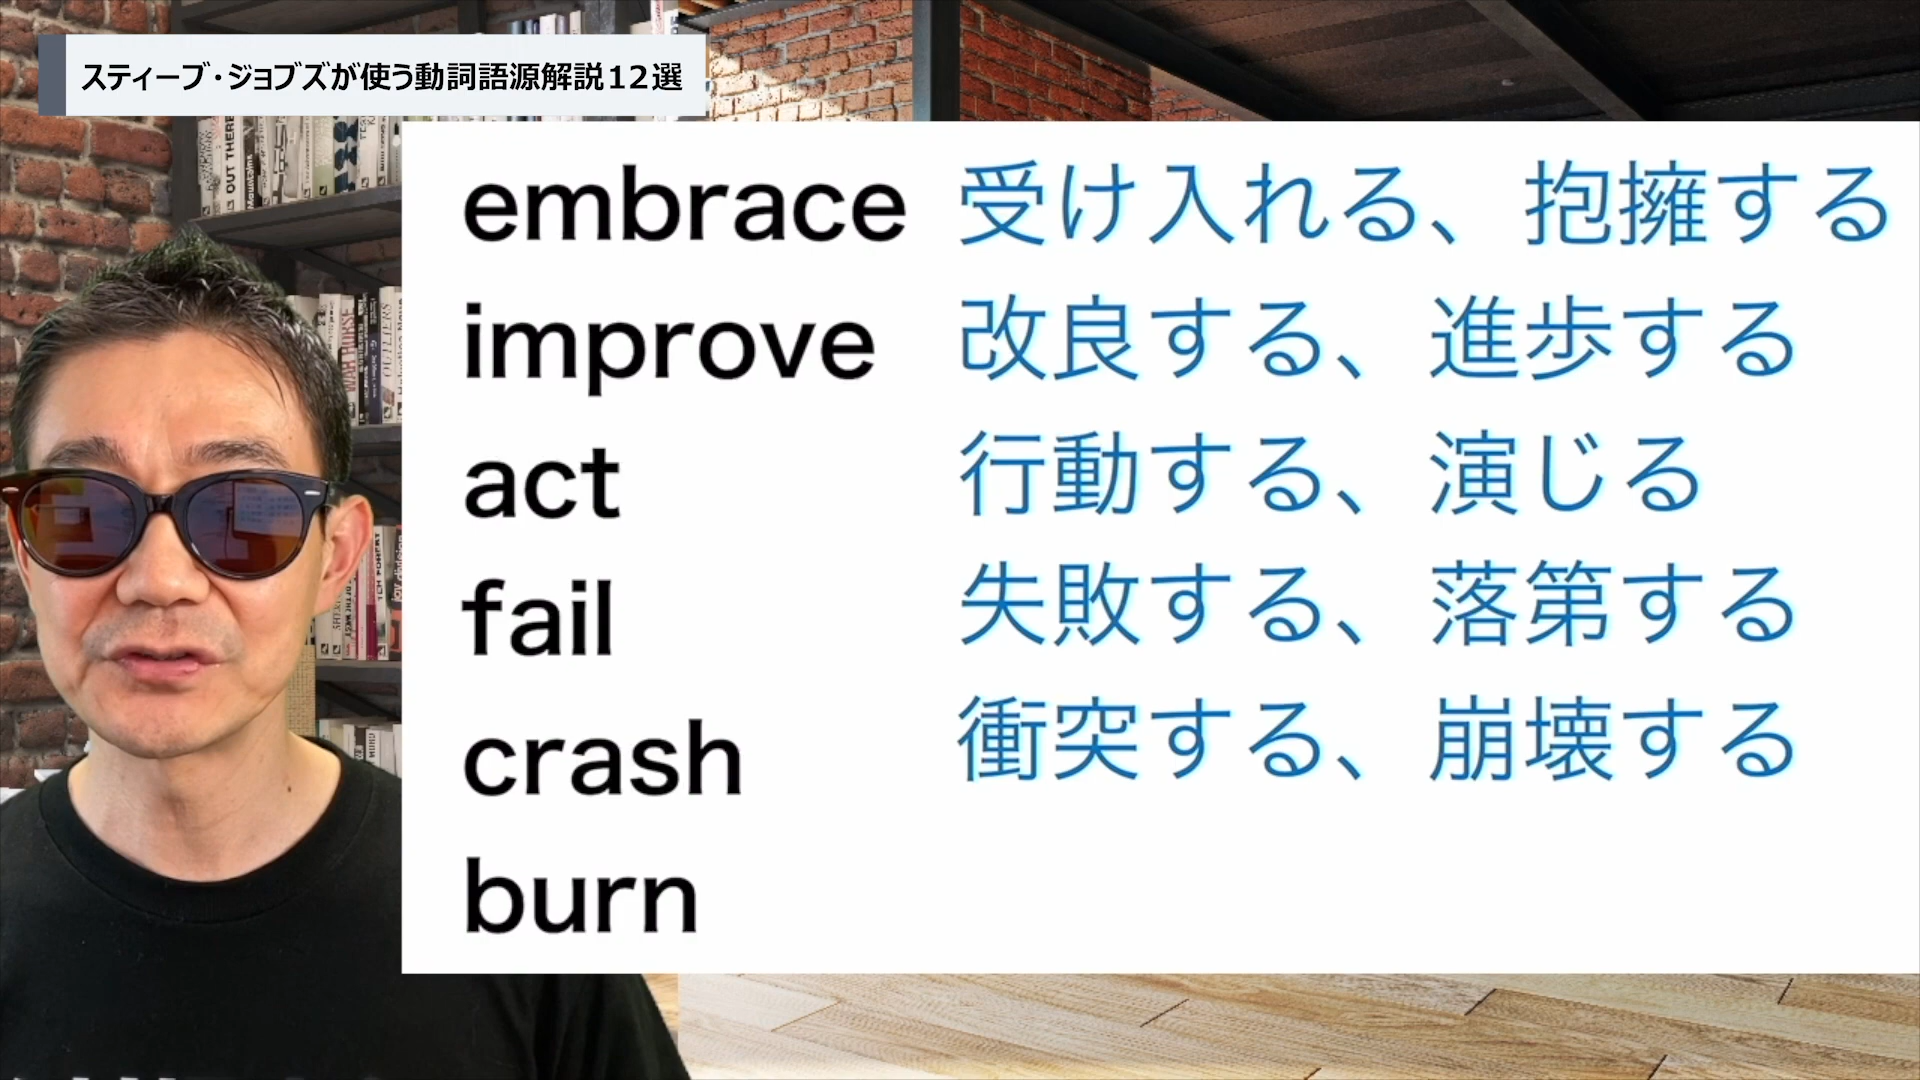 スティーブ・ジョブズが使う動詞語源解説12選
embrace 受け入れる、抱擁する
improve 改良する、進歩する
act 行動する、演じる
fail 失敗する、落第する
crash 衝突する、崩壊する
burn
OUT THERE